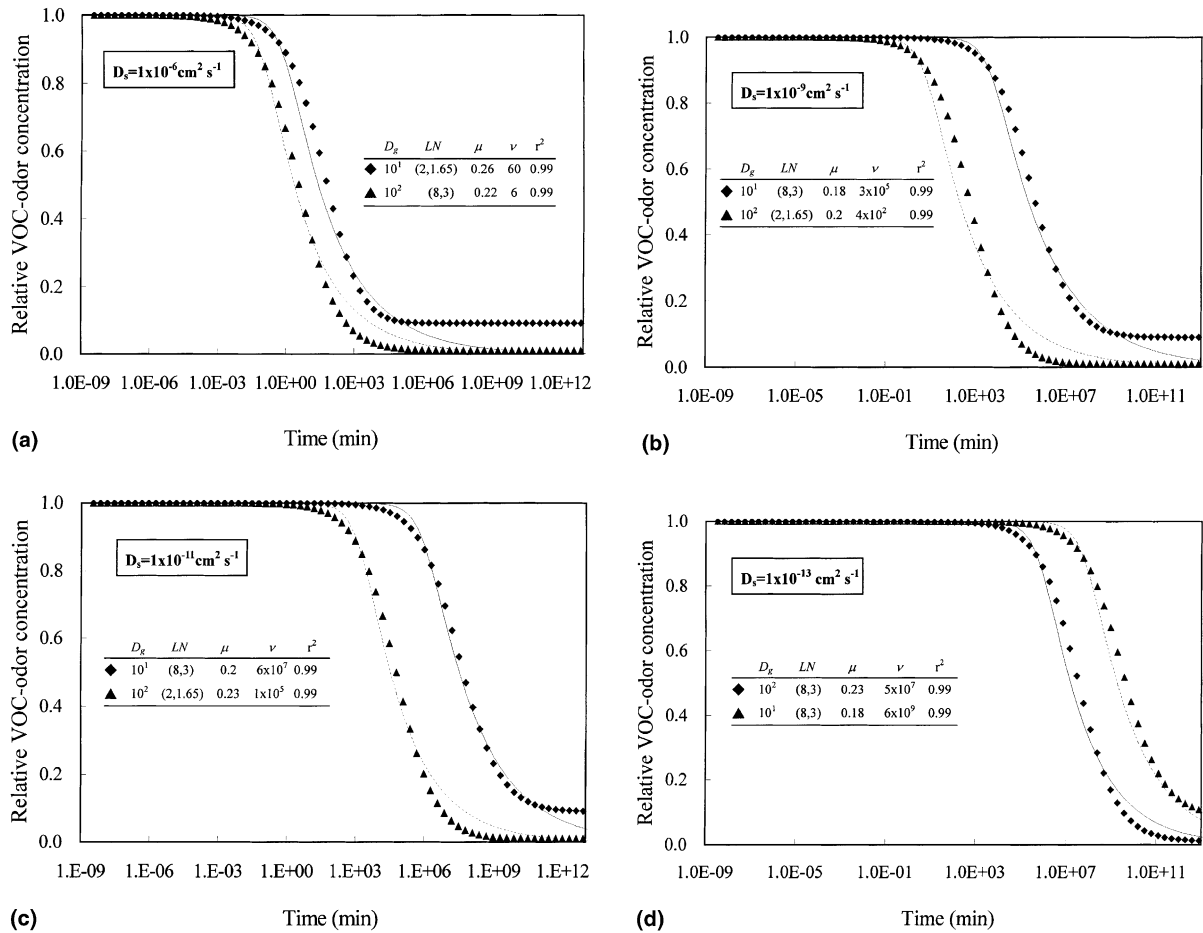 Relative VOC-odor concentration
1.0
0.8
0.6
0.4
0.2
0.0
Dₛ=1x10⁻⁶cm² s⁻¹
D_g LN μ ν r²
10¹ (2,1.65) 0.26 60 0.99
10² (8,3) 0.22 6 0.99
1.0E-09 1.0E-06 1.0E-03 1.0E+00 1.0E+03 1.0E+06 1.0E+09 1.0E+12
(a)
Time (min)
Relative VOC-odor concentration
1.0
0.8
0.6
0.4
0.2
0.0
Dₛ=1x10⁻⁹cm² s⁻¹
D_g LN μ ν r²
10¹ (8,3) 0.18 3x10⁵ 0.99
10² (2,1.65) 0.2 4x10² 0.99
1.0E-09 1.0E-05 1.0E-01 1.0E+03 1.0E+07 1.0E+11
(b)
Time (min)
Relative VOC-odor concentration
1.0
0.8
0.6
0.4
0.2
0.0
Dₛ=1x10⁻¹¹cm² s⁻¹
D_g LN μ ν r²
10¹ (8,3) 0.2 6x10⁷ 0.99
10² (2,1.65) 0.23 1x10⁵ 0.99
1.E-09 1.E-06 1.E-03 1.E+00 1.E+03 1.E+06 1.E+09 1.E+12
(c)
Time (min)
Relative VOC-odor concentration
1.0
0.8
0.6
0.4
0.2
0.0
Dₛ=1x10⁻¹³ cm² s⁻¹
D_g LN μ ν r²
10² (8,3) 0.23 5x10⁷ 0.99
10¹ (8,3) 0.18 6x10⁹ 0.99
1.0E-09 1.0E-05 1.0E-01 1.0E+03 1.0E+07 1.0E+11
(d)
Time (min)